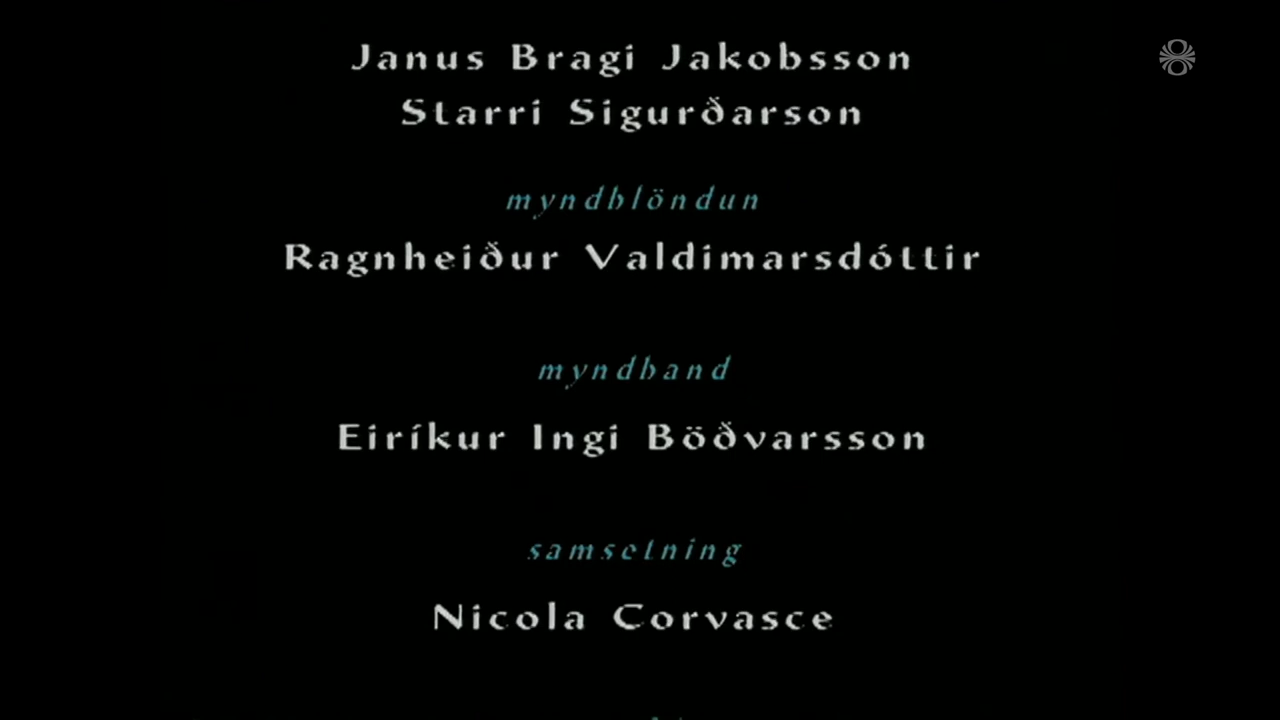 Janus Bragi Jakobsson
Starri Sigurðarson
myndblöndun
Ragnheiður Valdimarsdóttir
myndband
Eiríkur Ingi Böðvarsson
samsetning
Nicola Corvasce